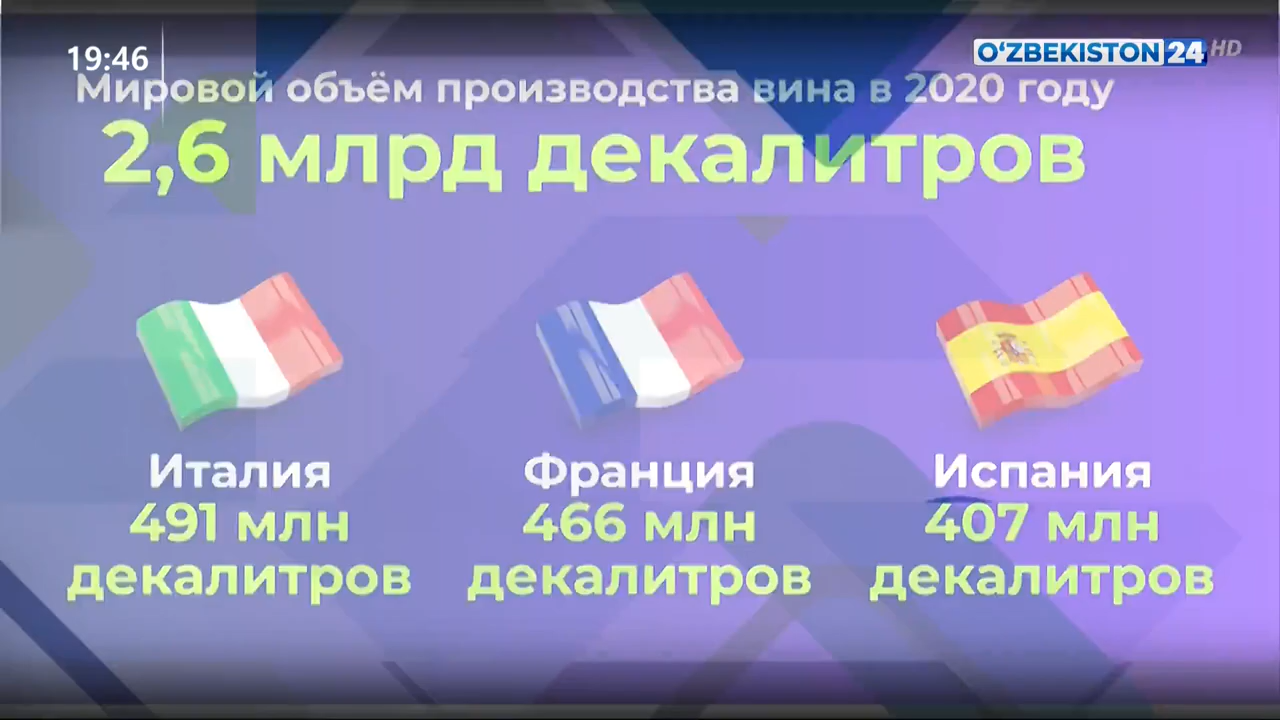 19:46
O‘ZBEKISTON 24 HD
Мировой объём производства вина в 2020 году
2,6 млрд декалитров
Италия
491 млн
декалитров
Франция
466 млн
декалитров
Испания
407 млн
декалитров